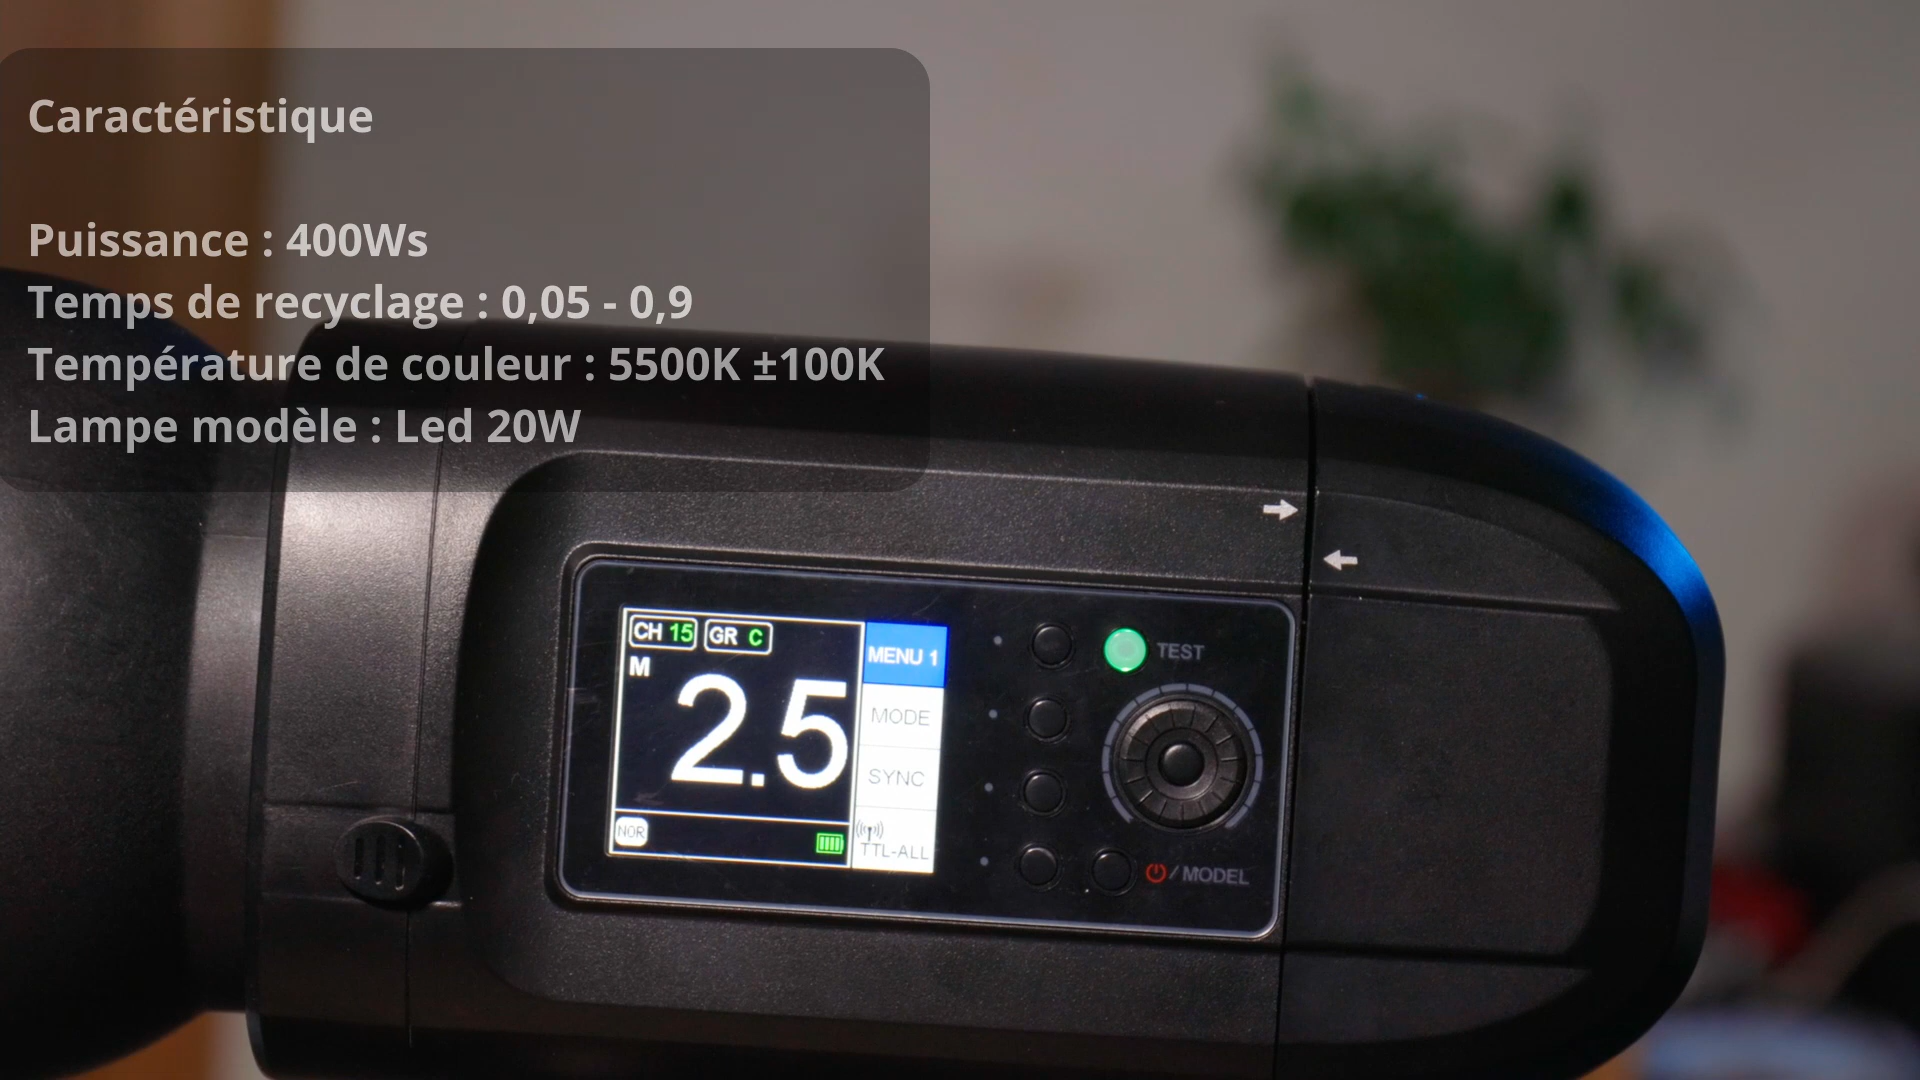 Caractéristique
Puissance : 400Ws
Temps de recyclage : 0,05 - 0,9
Température de couleur : 5500K ±100K
Lampe modèle : Led 20W
CH 15 GR C
M
2.5
NOR
MENU 1
MODE
SYNC
TTL-ALL
TEST
/ MODEL